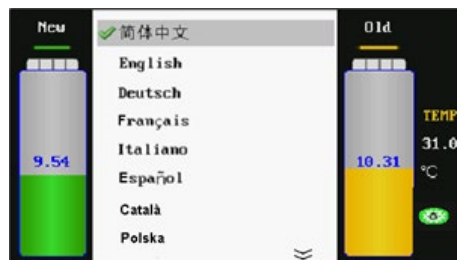 New
9.54
简体中文
English
Deutsch
Français
Italiano
Español
Català
Polska
Old
10.31
TEMP
31.0
°C